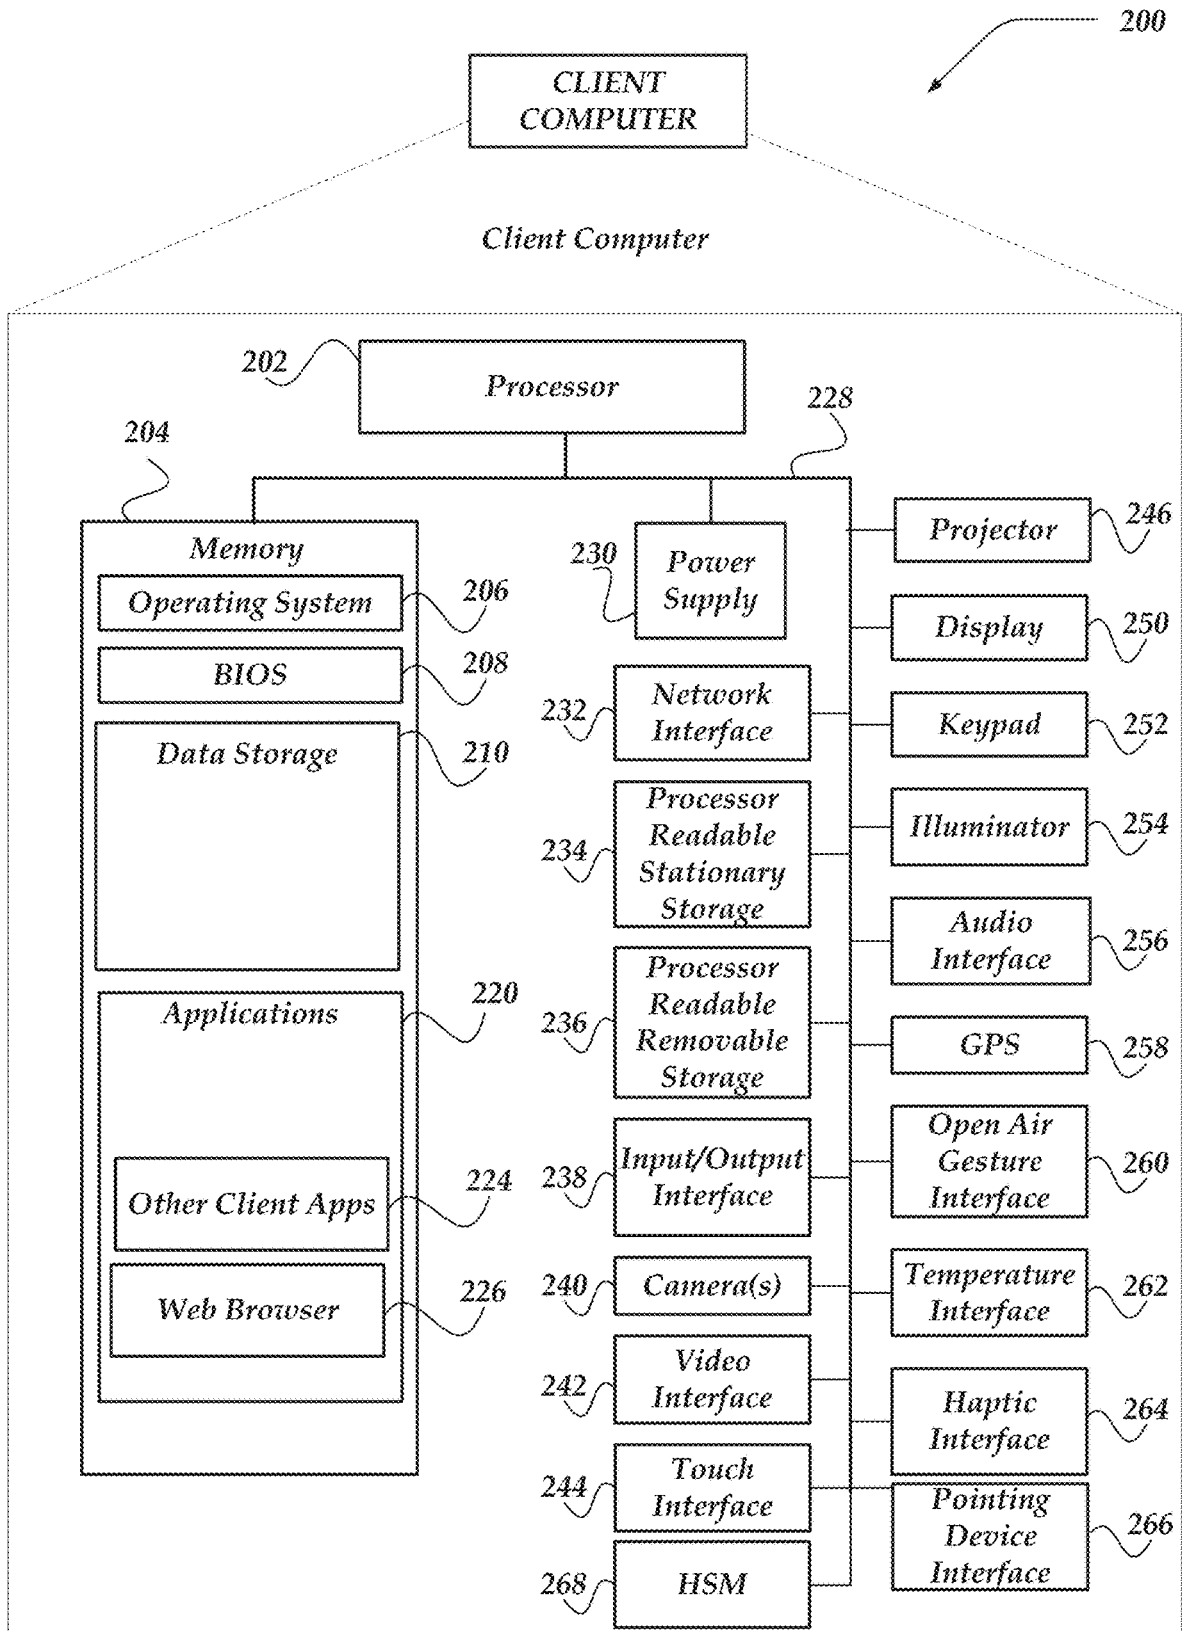 200
CLIENT
COMPUTER
Client Computer
202
Processor
228
204
Memory
Operating System
206
BIOS
208
Data Storage
210
Applications
220
Other Client Apps
224
Web Browser
226
230
Power
Supply
232
Network
Interface
234
Processor
Readable
Stationary
Storage
236
Processor
Readable
Removable
Storage
238
Input/Output
Interface
240
Camera(s)
242
Video
Interface
244
Touch
Interface
268
HSM
Projector
246
Display
250
Keypad
252
Illuminator
254
Audio
Interface
256
GPS
258
Open Air
Gesture
Interface
260
Temperature
Interface
262
Haptic
Interface
264
Pointing
Device
Interface
266